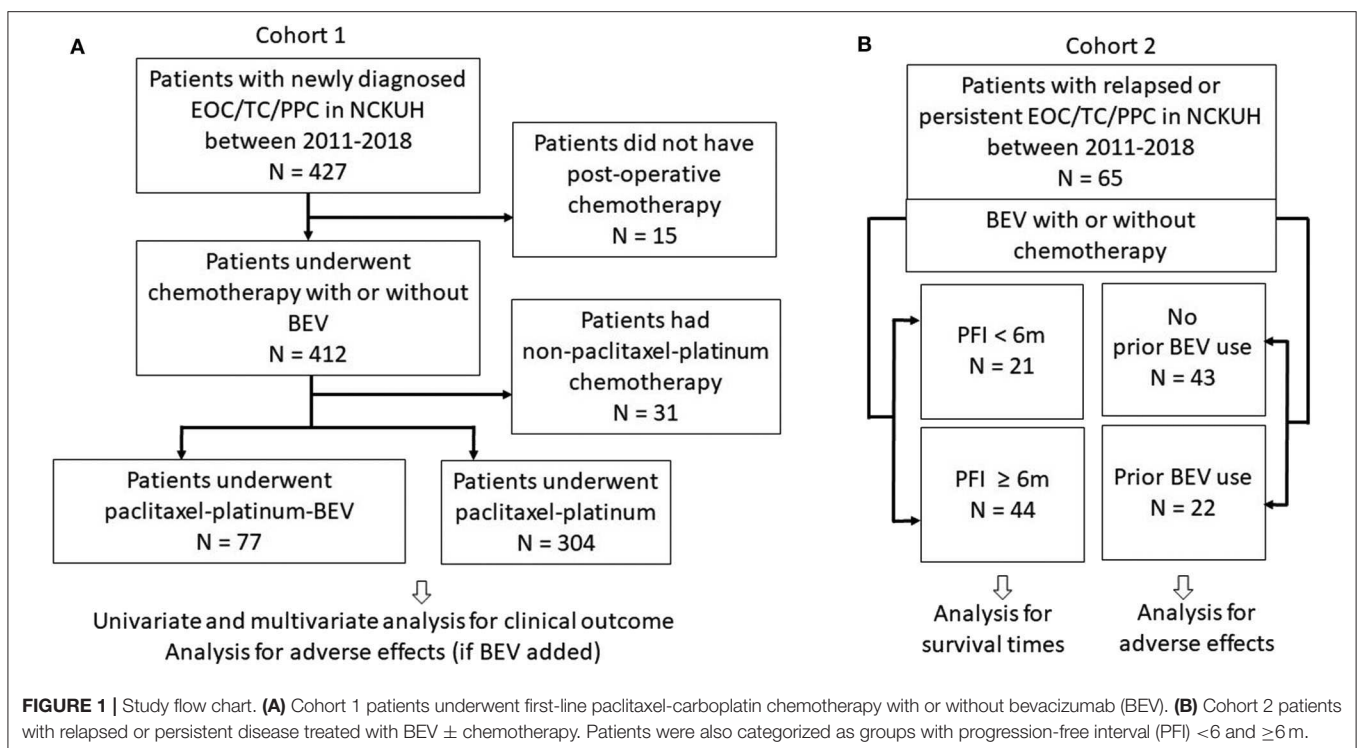 A
Cohort 1
Patients with newly diagnosed
EOC/TC/PPC in NCKUH
between 2011-2018
N = 427
Patients did not have
post-operative
chemotherapy
N = 15
Patients underwent
chemotherapy with or without
BEV
N = 412
Patients had
non-paclitaxel-platinum
chemotherapy
N = 31
Patients underwent
paclitaxel-platinum-BEV
N = 77
Patients underwent
paclitaxel-platinum
N = 304
Univariate and multivariate analysis for clinical outcome
Analysis for adverse effects (if BEV added)
B
Cohort 2
Patients with relapsed or
persistent EOC/TC/PPC in NCKUH
between 2011-2018
N = 65
BEV with or without
chemotherapy
PFI < 6m
N = 21
No
prior BEV use
N = 43
PFI ≥ 6m
N = 44
Prior BEV use
N = 22
Analysis for
survival times
Analysis for
adverse effects
FIGURE 1 | Study flow chart. (A) Cohort 1 patients underwent first-line paclitaxel-carboplatin chemotherapy with or without bevacizumab (BEV). (B) Cohort 2 patients
with relapsed or persistent disease treated with BEV ± chemotherapy. Patients were also categorized as groups with progression-free interval (PFI) <6 and ≥6 m.